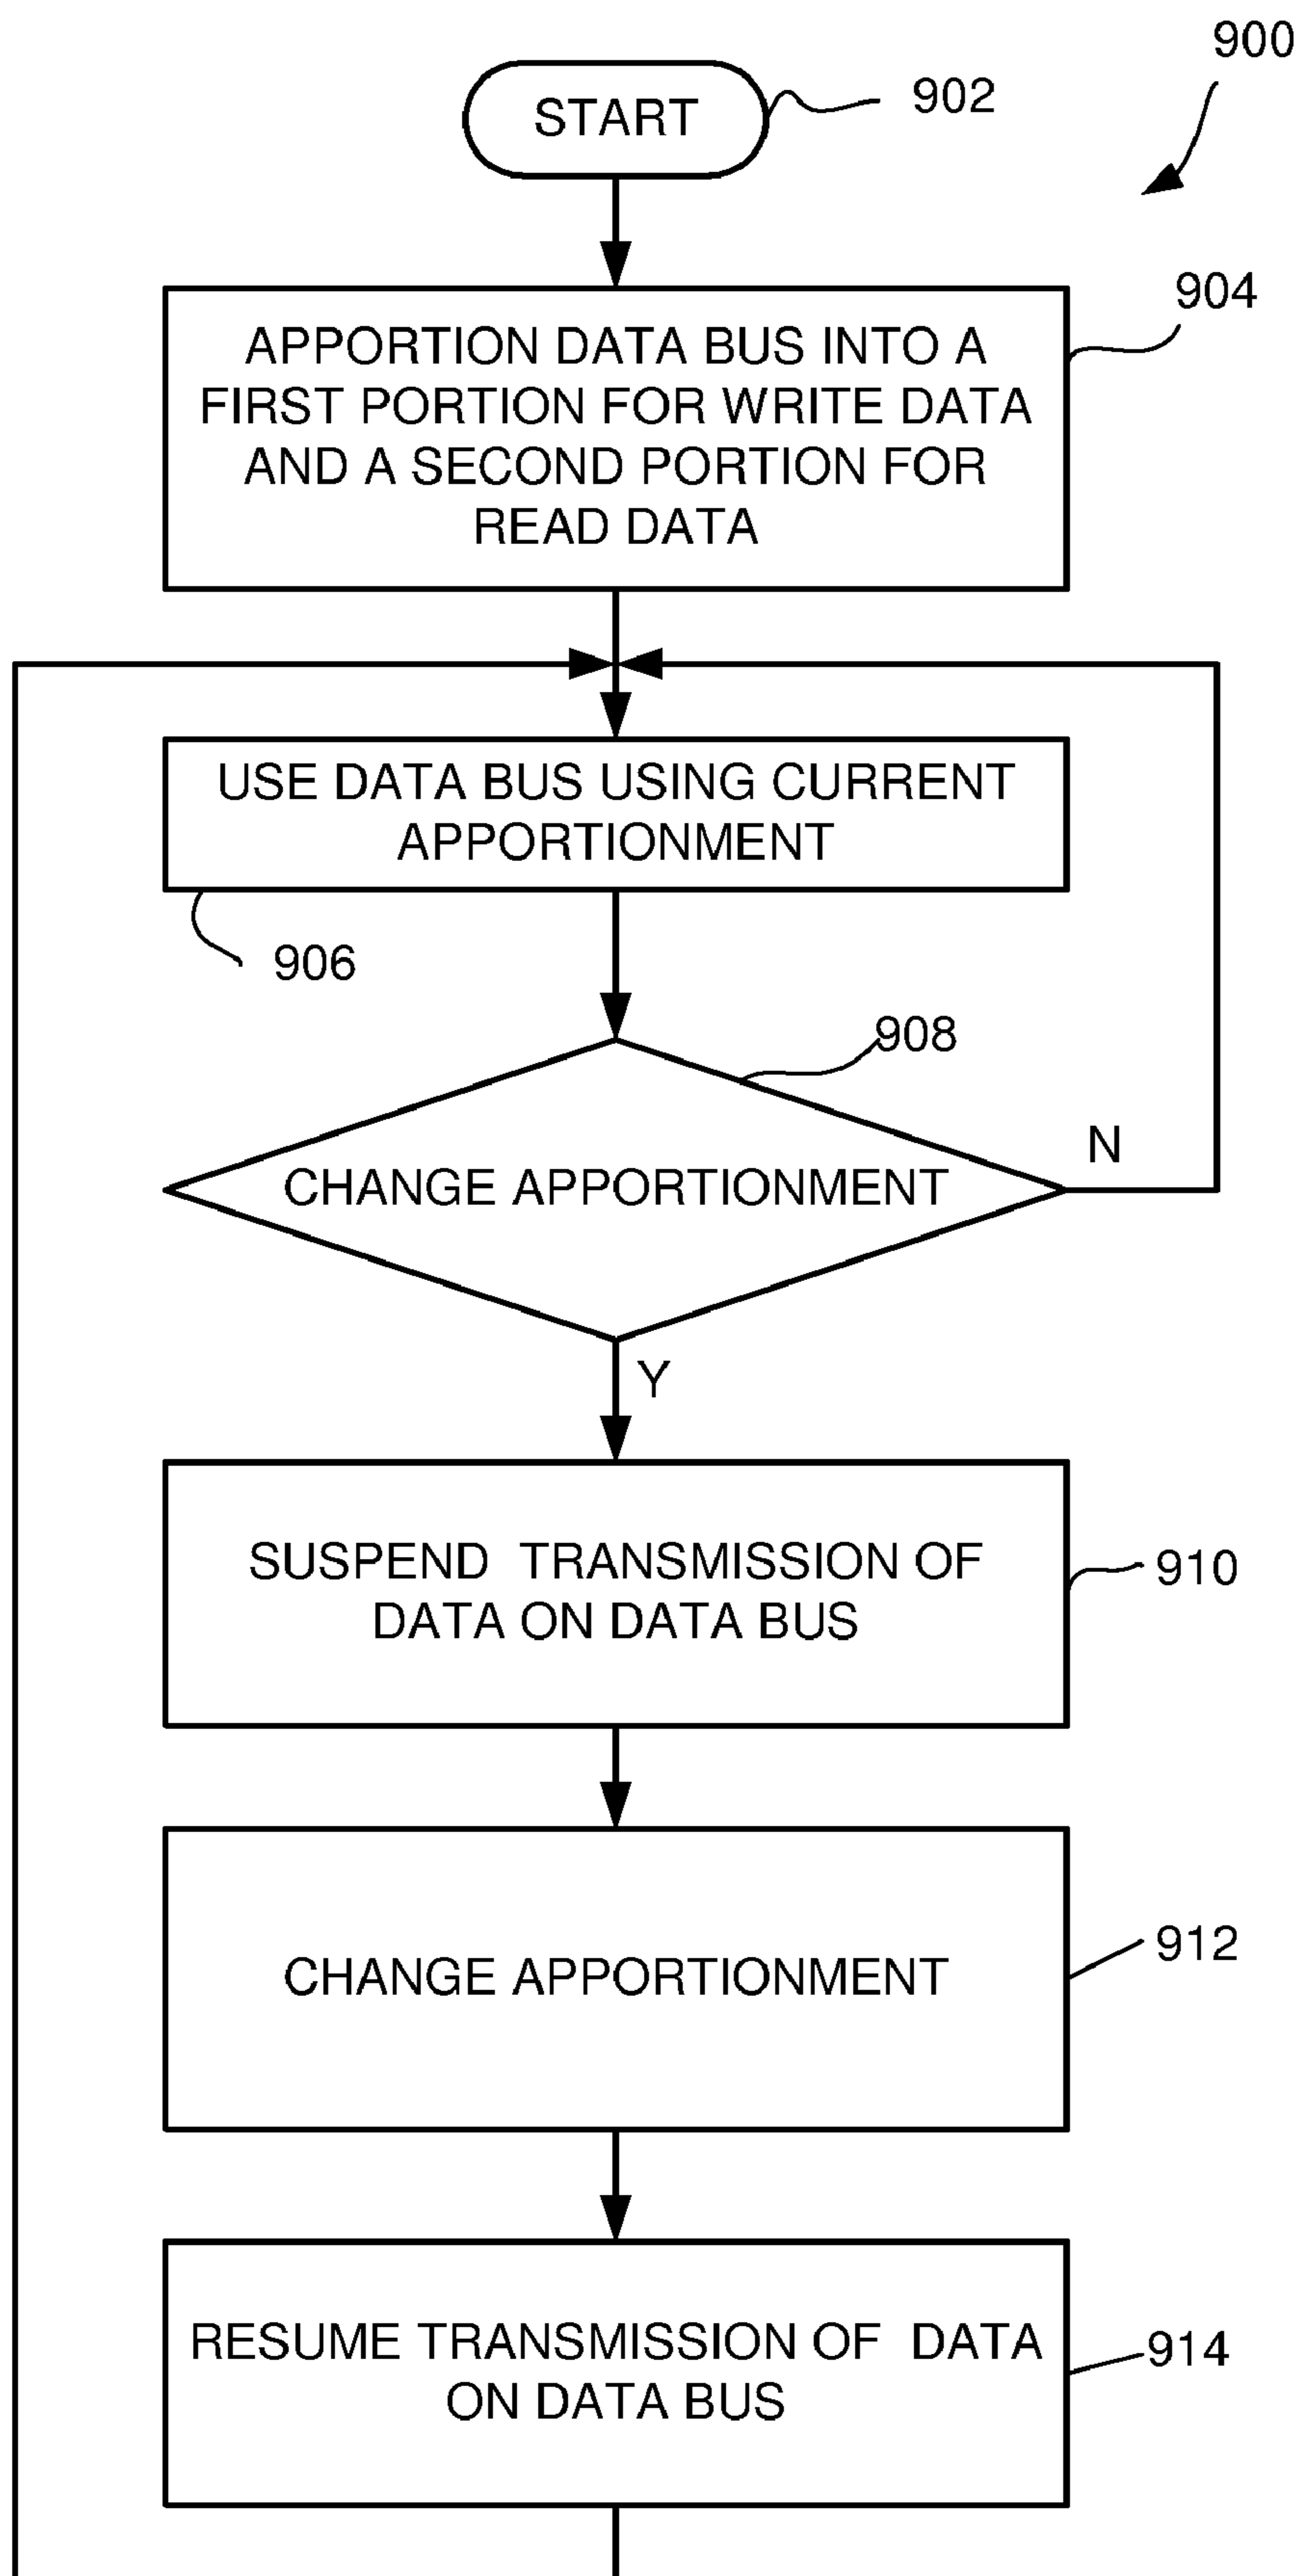 900
START
902
904
APPORTION DATA BUS INTO A
FIRST PORTION FOR WRITE DATA
AND A SECOND PORTION FOR
READ DATA
USE DATA BUS USING CURRENT
APPORTIONMENT
906
908
CHANGE APPORTIONMENT
N
Y
SUSPEND TRANSMISSION OF
DATA ON DATA BUS
910
CHANGE APPORTIONMENT
912
RESUME TRANSMISSION OF DATA
ON DATA BUS
914